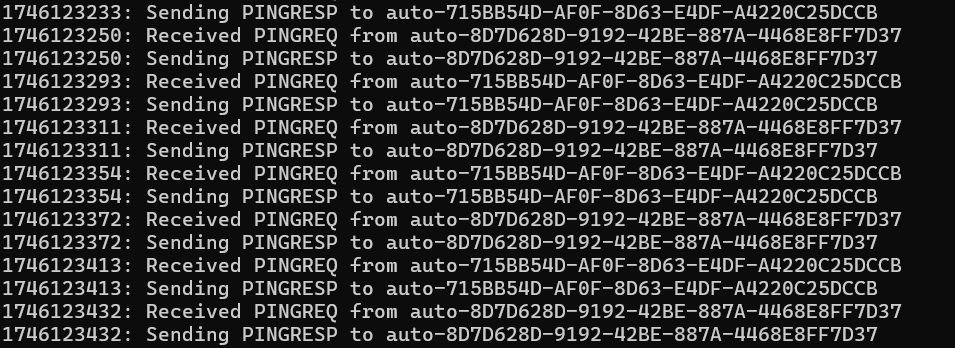 1746123233: Sending PINGRESP to auto-715BB54D-AF0F-8D63-E4DF-A4220C25DCCB
1746123250: Received PINGREQ from auto-8D7D628D-9192-42BE-887A-4468E8FF7D37
1746123250: Sending PINGRESP to auto-8D7D628D-9192-42BE-887A-4468E8FF7D37
1746123293: Received PINGREQ from auto-715BB54D-AF0F-8D63-E4DF-A4220C25DCCB
1746123293: Sending PINGRESP to auto-715BB54D-AF0F-8D63-E4DF-A4220C25DCCB
1746123311: Received PINGREQ from auto-8D7D628D-9192-42BE-887A-4468E8FF7D37
1746123311: Sending PINGRESP to auto-8D7D628D-9192-42BE-887A-4468E8FF7D37
1746123354: Received PINGREQ from auto-715BB54D-AF0F-8D63-E4DF-A4220C25DCCB
1746123354: Sending PINGRESP to auto-715BB54D-AF0F-8D63-E4DF-A4220C25DCCB
1746123372: Received PINGREQ from auto-8D7D628D-9192-42BE-887A-4468E8FF7D37
1746123372: Sending PINGRESP to auto-8D7D628D-9192-42BE-887A-4468E8FF7D37
1746123413: Received PINGREQ from auto-715BB54D-AF0F-8D63-E4DF-A4220C25DCCB
1746123413: Sending PINGRESP to auto-715BB54D-AF0F-8D63-E4DF-A4220C25DCCB
1746123432: Received PINGREQ from auto-8D7D628D-9192-42BE-887A-4468E8FF7D37
1746123432: Sending PINGRESP to auto-8D7D628D-9192-42BE-887A-4468E8FF7D37